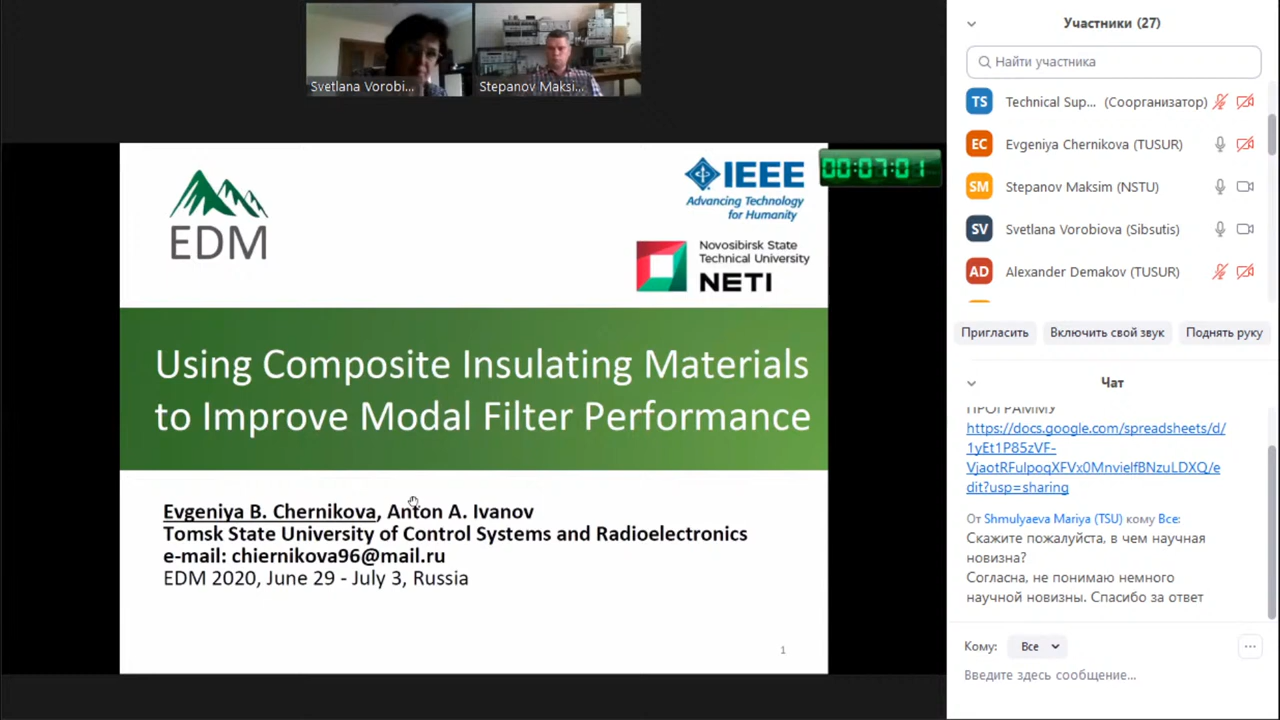 Svetlana Vorobi...
Stepanov Maksi...
EDM
IEEE
Advancing Technology
for Humanity
00:07:01
Novosibirsk State
Technical University
NETI
Using Composite Insulating Materials
to Improve Modal Filter Performance
Evgeniya B. Chernikova, Anton A. Ivanov
Tomsk State University of Control Systems and Radioelectronics
e-mail: chiernikova96@mail.ru
EDM 2020, June 29 - July 3, Russia
1
Участники (27)
Найти участника
TS Technical Sup... (Соорганизатор)
EC Evgeniya Chernikova (TUSUR)
SM Stepanov Maksim (NSTU)
SV Svetlana Vorobiova (Sibsutis)
AD Alexander Demakov (TUSUR)
Пригласить Включить свой звук Поднять руку
Чат
ПРОГРАММУ
https://docs.google.com/spreadsheets/d/
1yEt1P85zVF-
VjaotRFulpoqXFVx0MnvielfBNzuLDXQ/e
dit?usp=sharing
От Shmulyaeva Mariya (TSU) кому Все:
Скажите пожалуйста, в чем научная
новизна?
Согласна, не понимаю немного
научной новизны. Спасибо за ответ
Кому: Все
Введите здесь сообщение...